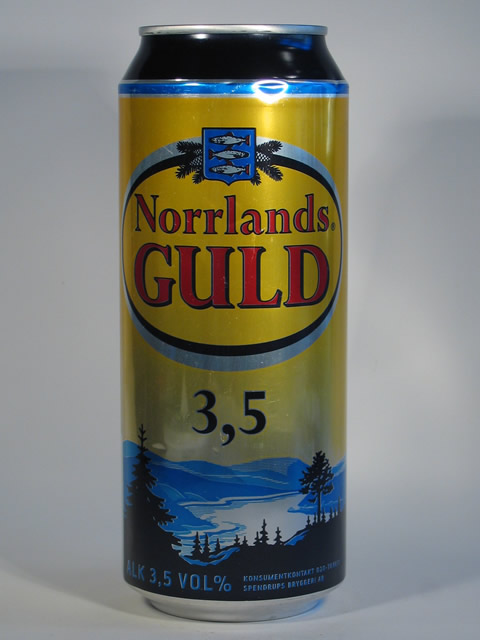 Norrlands®
GULD
3,5
ALK 3,5 VOL%
KONSUMENTKONTAKT
SPENDRUPS BRYGGERI AB